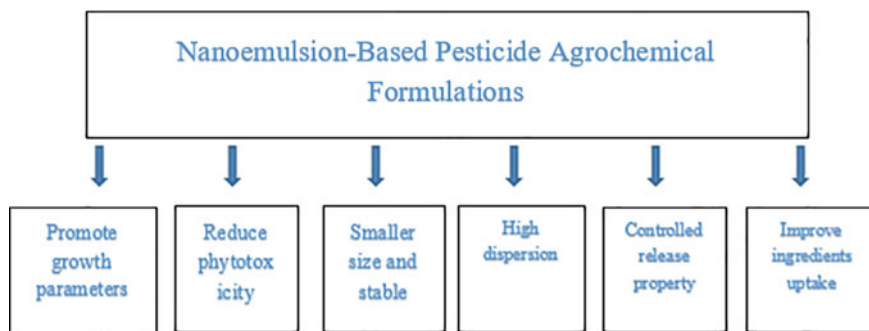 Nanoemulsion-Based Pesticide Agrochemical
Formulations
Promote
growth
parameters
Reduce
phytotox
icity
Smaller
size and
stable
High
dispersion
Controlled
release
property
Improve
ingredients
uptake